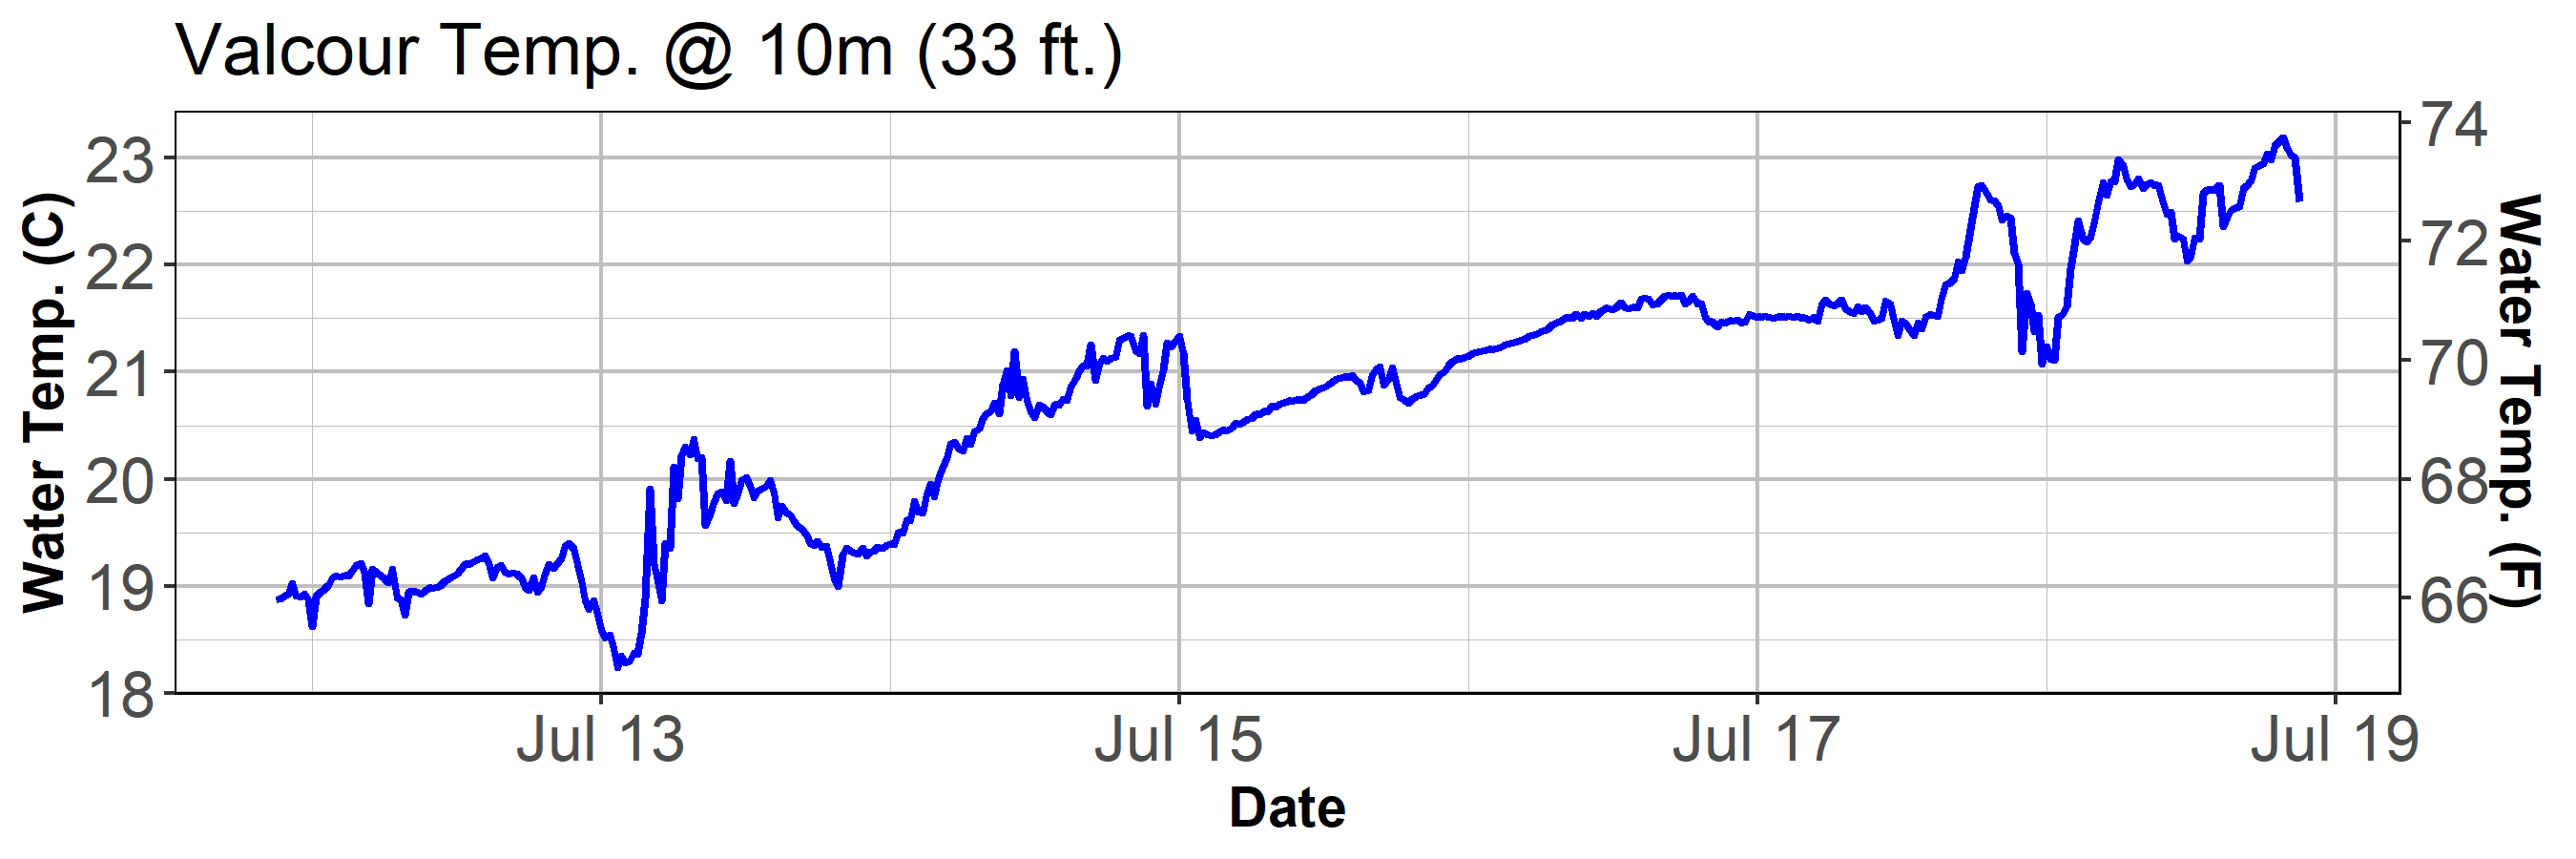 Valcour Temp. @ 10m (33 ft.)
Water Temp. (C)
23
22
21
20
19
18
74
72
70
68
66
Water Temp. (F)
Jul 13
Jul 15
Jul 17
Jul 19
Date